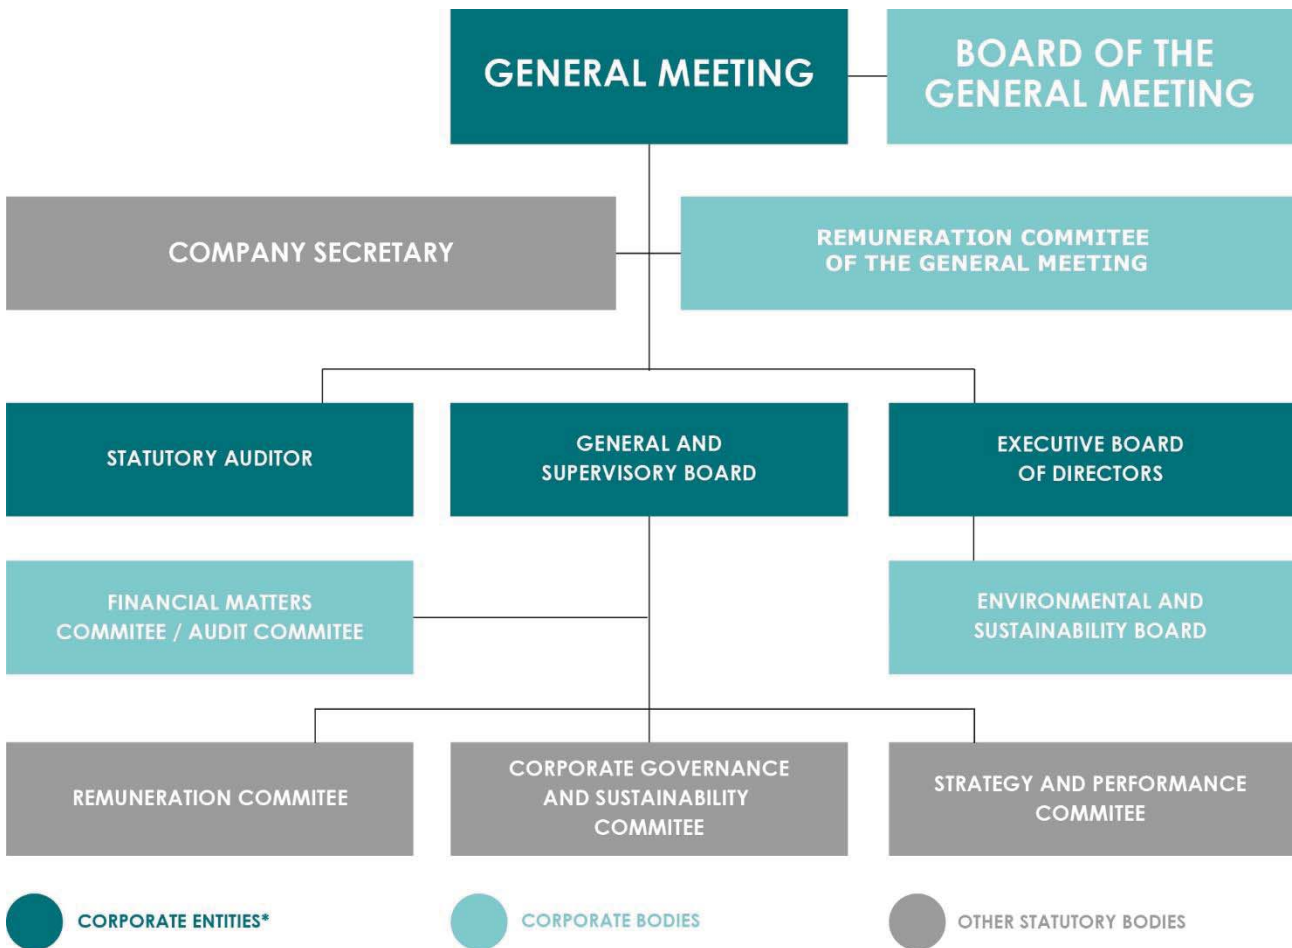 GENERAL MEETING
BOARD OF THE
GENERAL MEETING
COMPANY SECRETARY
REMUNERATION COMMITEE
OF THE GENERAL MEETING
STATUTORY AUDITOR
GENERAL AND
SUPERVISORY BOARD
EXECUTIVE BOARD
OF DIRECTORS
FINANCIAL MATTERS
COMMITEE / AUDIT COMMITEE
ENVIRONMENTAL AND
SUSTAINABILITY BOARD
REMUNERATION COMMITEE
CORPORATE GOVERNANCE
AND SUSTAINABILITY
COMMITEE
STRATEGY AND PERFORMANCE
COMMITEE
CORPORATE ENTITIES*
CORPORATE BODIES
OTHER STATUTORY BODIES